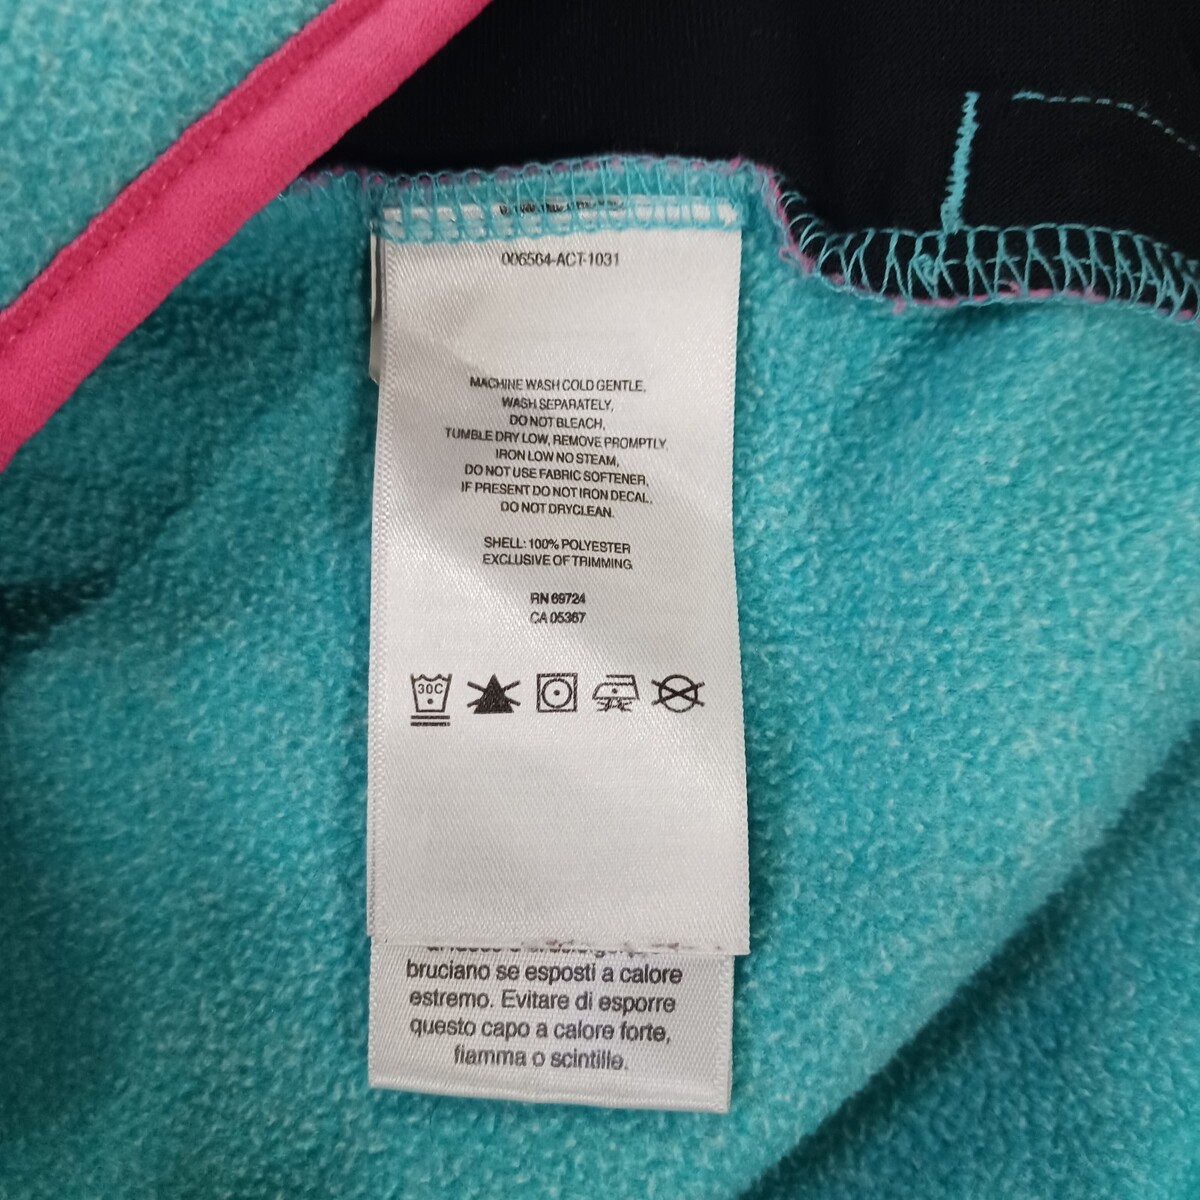 006564-ACT-1031
MACHINE WASH COLD GENTLE,
WASH SEPARATELY,
DO NOT BLEACH,
TUMBLE DRY LOW, REMOVE PROMPTLY,
IRON LOW NO STEAM,
DO NOT USE FABRIC SOFTENER,
IF PRESENT DO NOT IRON DECAL,
DO NOT DRYCLEAN.
SHELL: 100% POLYESTER
EXCLUSIVE OF TRIMMING
RN 69724
CA 05367
30C
bruciano se esposti a calore
estremo. Evitare di esporre
questo capo a calore forte,
fiamma o scintille.